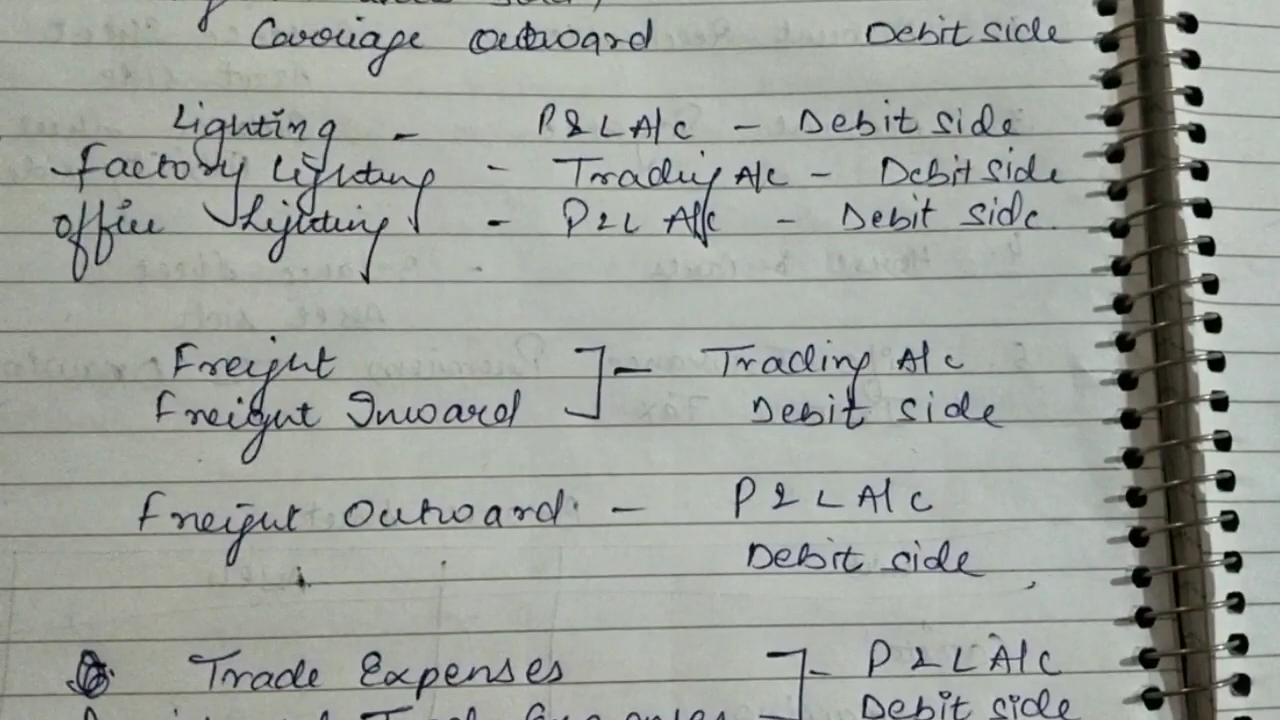 Carriage outward Debit side
Lighting - P&L A/c - Debit side
factory lighting - Trading A/c - Debit side
office lighting - P&L A/c - Debit side.
Freight ]- Trading A/c
Freight Inward Debit side
Freight Outward - P&L A/c
Debit side
Trade Expenses ]- P&L A/c
Debit side